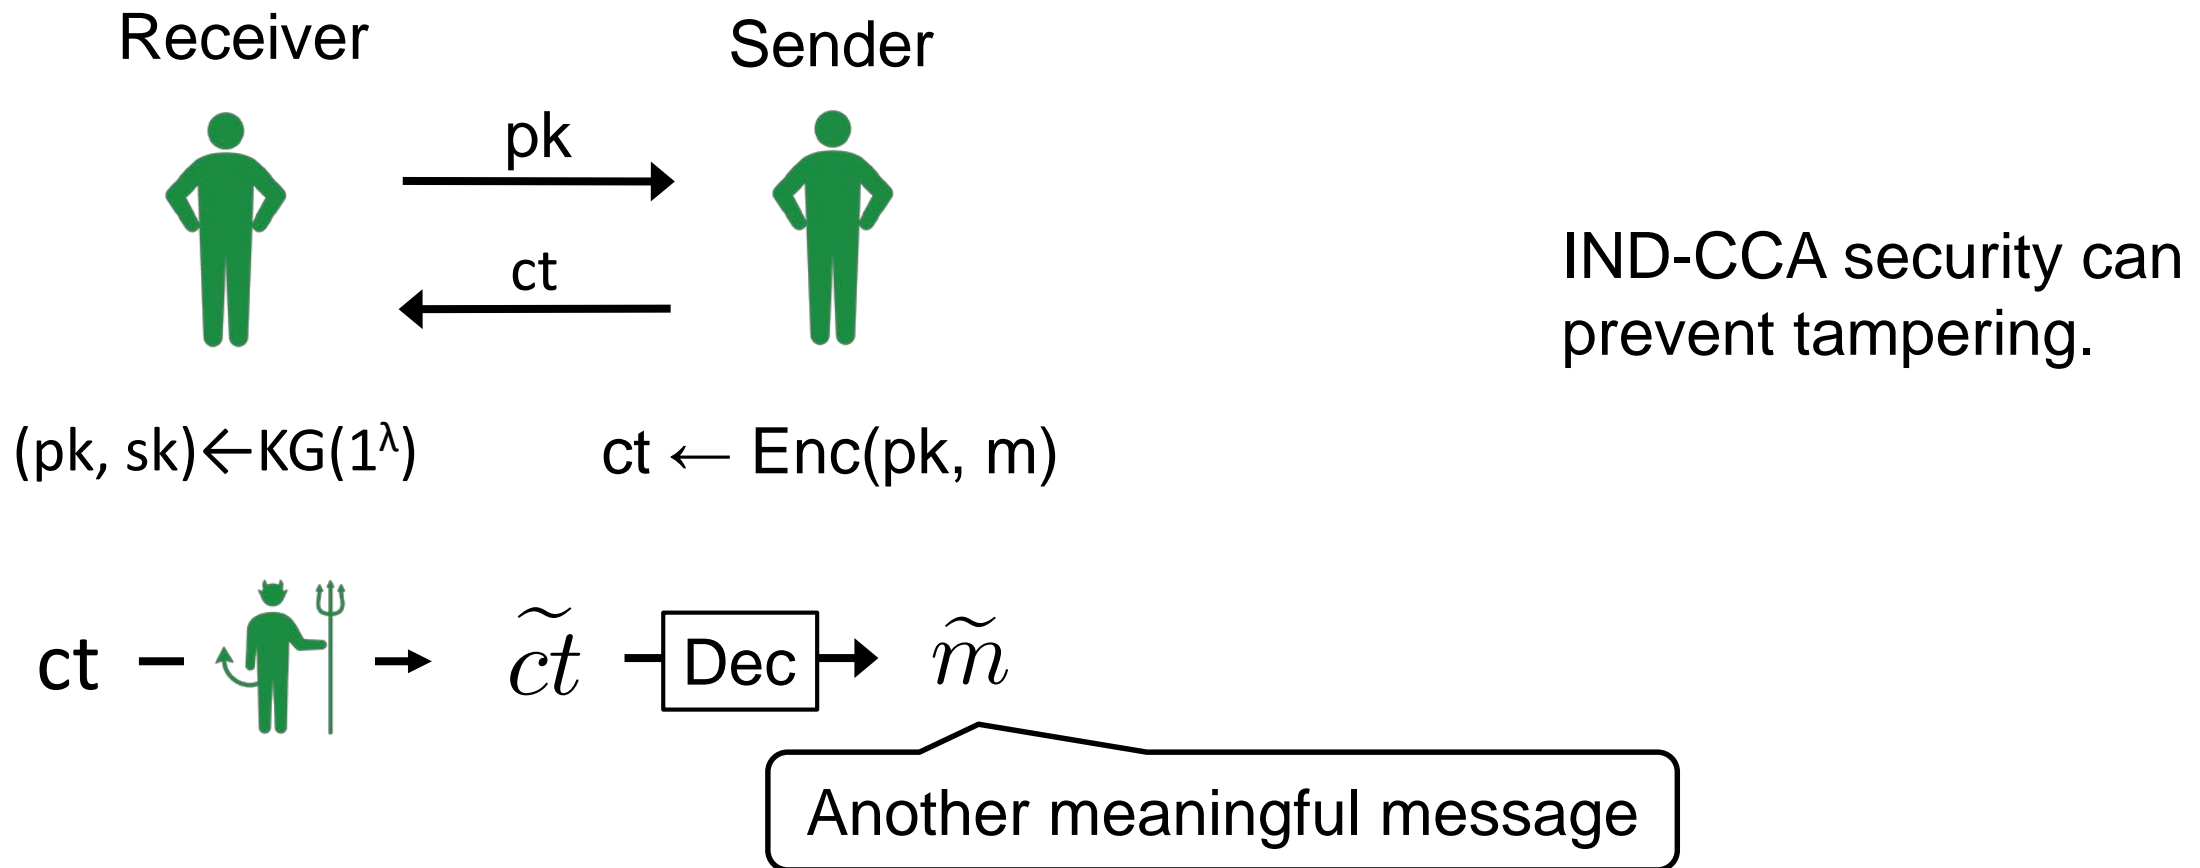 Receiver
Sender
pk
ct
IND-CCA security can
prevent tampering.
(pk, sk)←KG(1^λ)
ct ← Enc(pk, m)
ct
c͠t
Dec
m̃
Another meaningful message